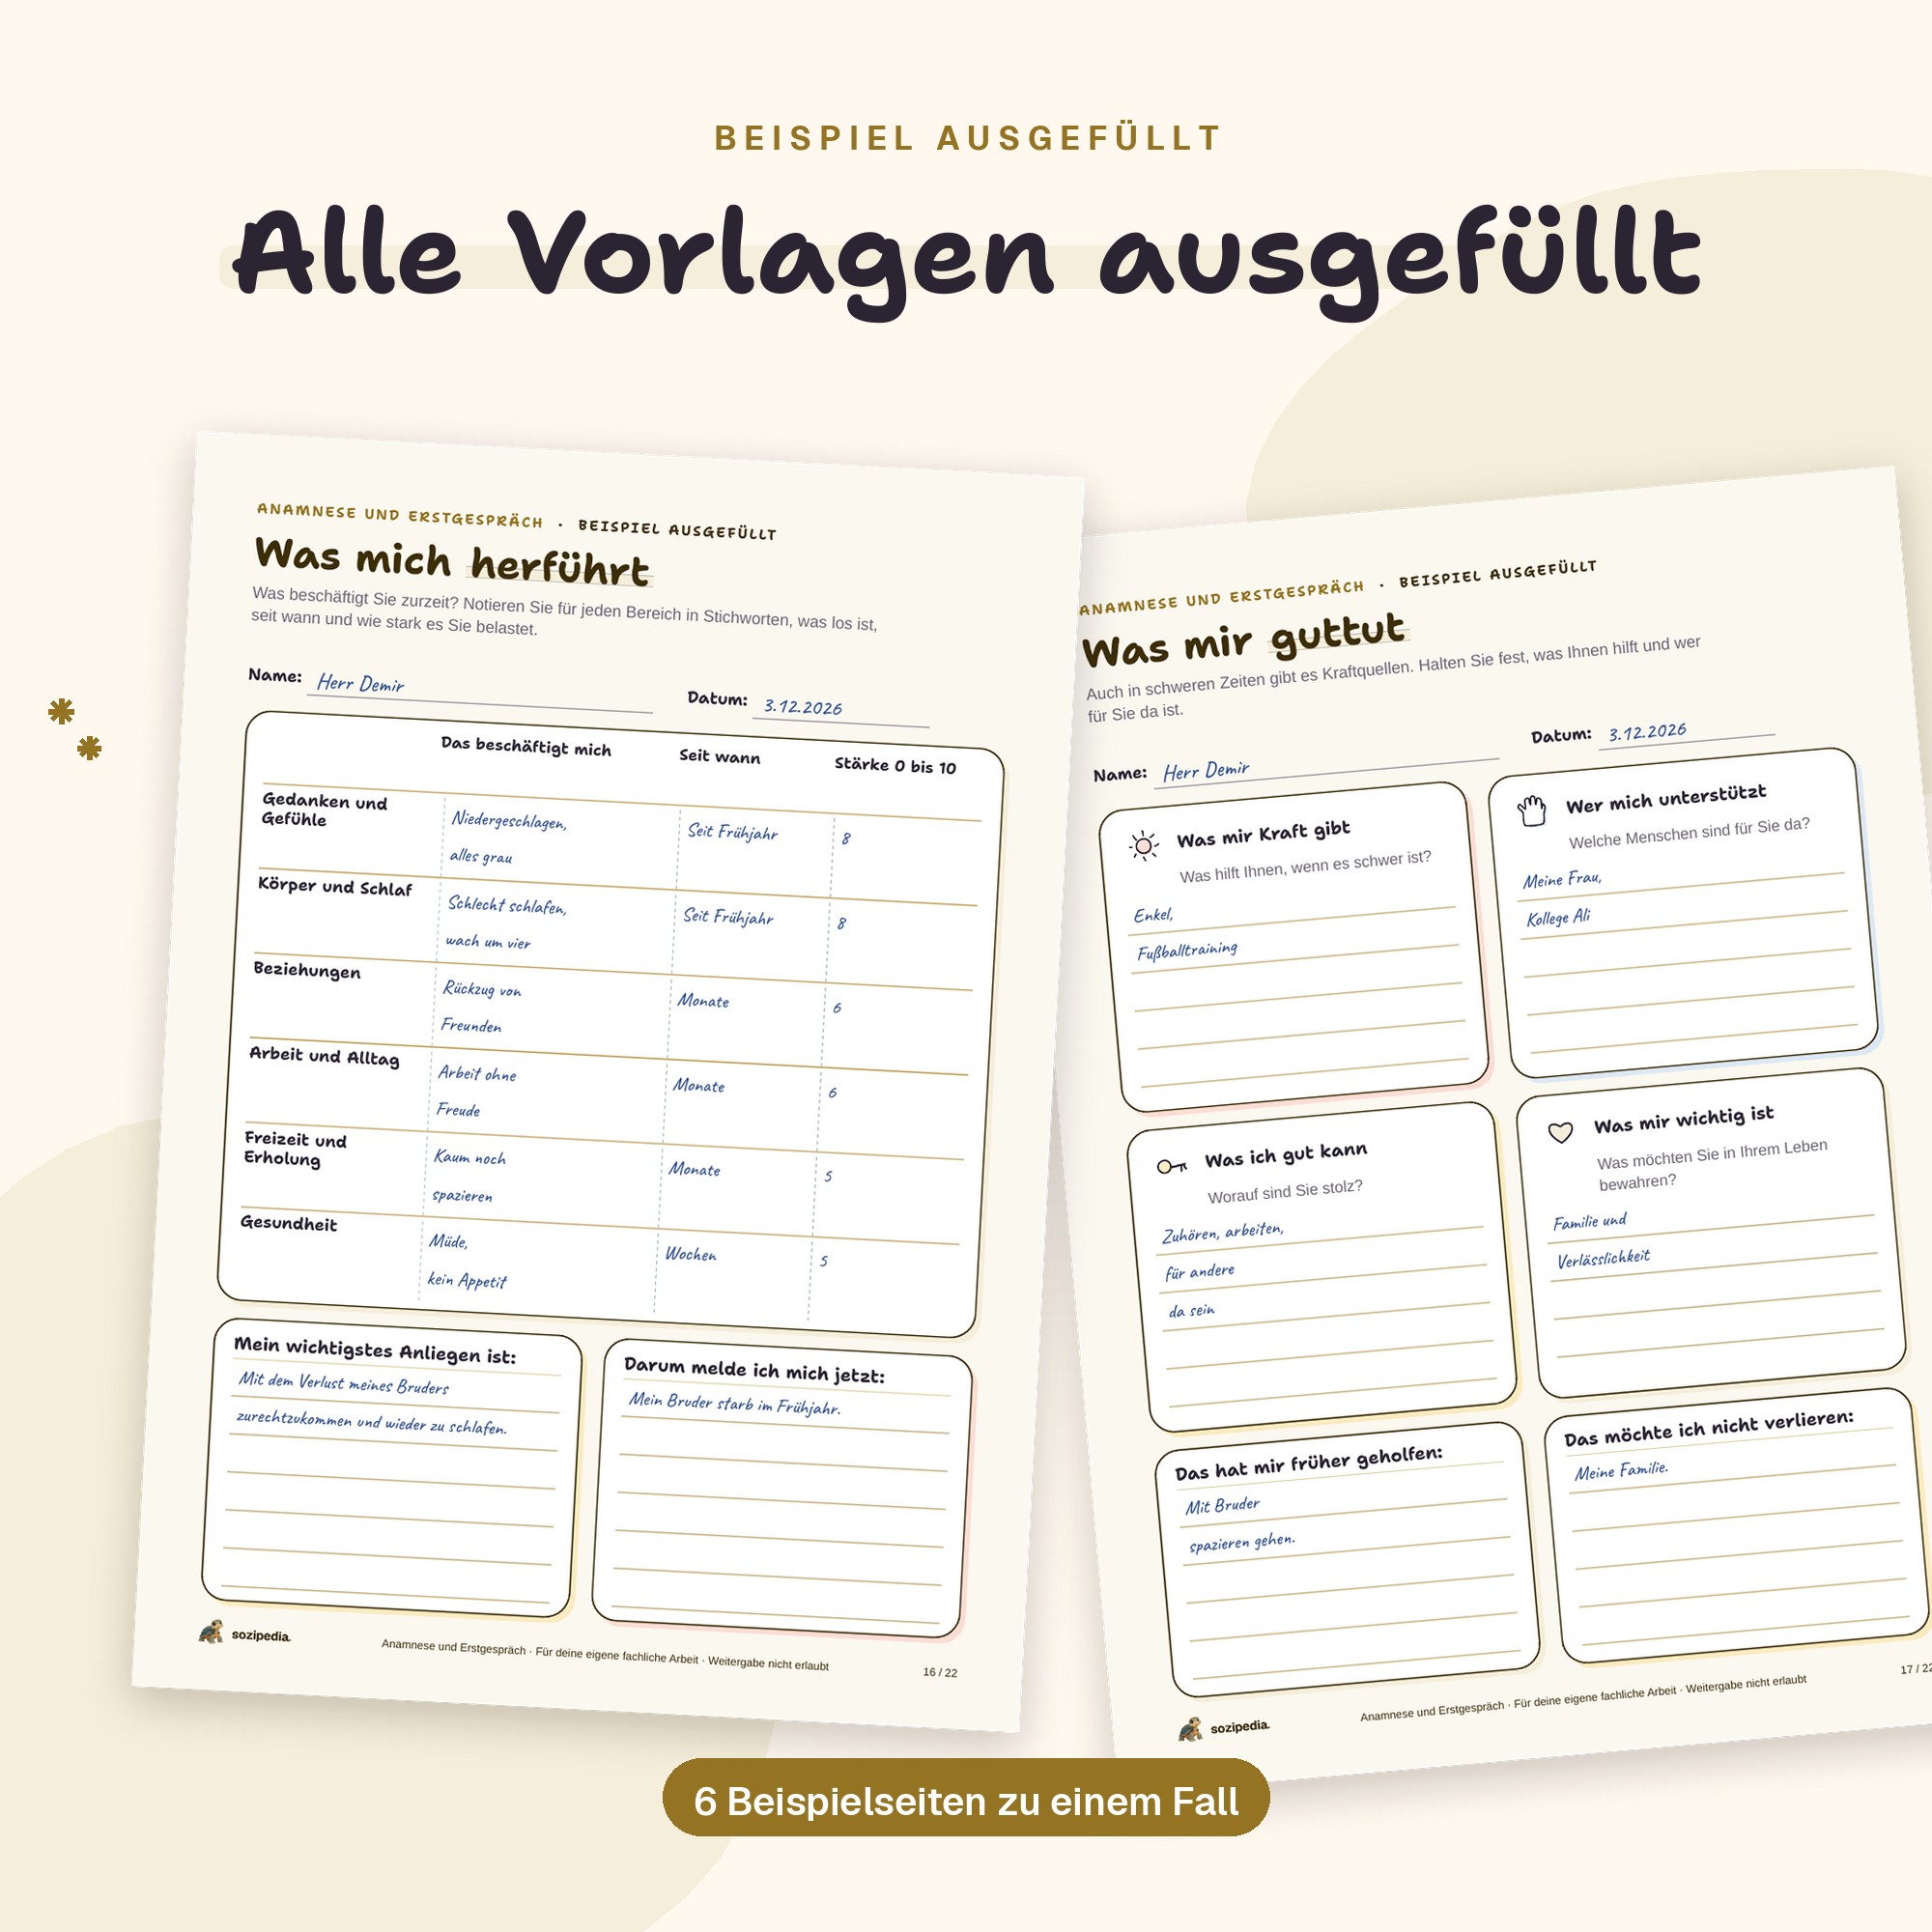 BEISPIEL AUSGEFÜLLT
Alle Vorlagen ausgefüllt
ANAMNESE UND ERSTGESPRÄCH · BEISPIEL AUSGEFÜLLT
Was mich herführt
Was beschäftigt Sie zurzeit? Notieren Sie für jeden Bereich in Stichworten, was los ist,
seit wann und wie stark es Sie belastet.
Name: Herr Demir Datum: 3.12.2026
Das beschäftigt mich Seit wann Stärke 0 bis 10
Gedanken und
Gefühle
Niedergeschlagen,
alles grau
Seit Frühjahr
8
Körper und Schlaf
Schlecht schlafen,
wach um vier
Seit Frühjahr
8
Beziehungen
Rückzug von
Freunden
Monate
6
Arbeit und Alltag
Arbeit ohne
Freude
Monate
6
Freizeit und
Erholung
Kaum noch
spazieren
Monate
5
Gesundheit
Müde,
kein Appetit
Wochen
5
Mein wichtigstes Anliegen ist:
Mit dem Verlust meines Bruders
zurechtzukommen und wieder zu schlafen.
Darum melde ich mich jetzt:
Mein Bruder starb im Frühjahr.
sozipedia.
Anamnese und Erstgespräch · Für deine eigene fachliche Arbeit · Weitergabe nicht erlaubt
16 / 22
ANAMNESE UND ERSTGESPRÄCH · BEISPIEL AUSGEFÜLLT
Was mir guttut
Auch in schweren Zeiten gibt es Kraftquellen. Halten Sie fest, was Ihnen hilft und wer
für Sie da ist.
Name: Herr Demir Datum: 3.12.2026
Was mir Kraft gibt
Was hilft Ihnen, wenn es schwer ist?
Enkel,
Fußballtraining
Wer mich unterstützt
Welche Menschen sind für Sie da?
Meine Frau,
Kollege Ali
Was ich gut kann
Worauf sind Sie stolz?
Zuhören, arbeiten,
für andere
da sein
Was mir wichtig ist
Was möchten Sie in Ihrem Leben
bewahren?
Familie und
Verlässlichkeit
Das hat mir früher geholfen:
Mit Bruder
spazieren gehen.
Das möchte ich nicht verlieren:
Meine Familie.
sozipedia.
Anamnese und Erstgespräch · Für deine eigene fachliche Arbeit · Weitergabe nicht erlaubt
17 / 22
6 Beispielseiten zu einem Fall